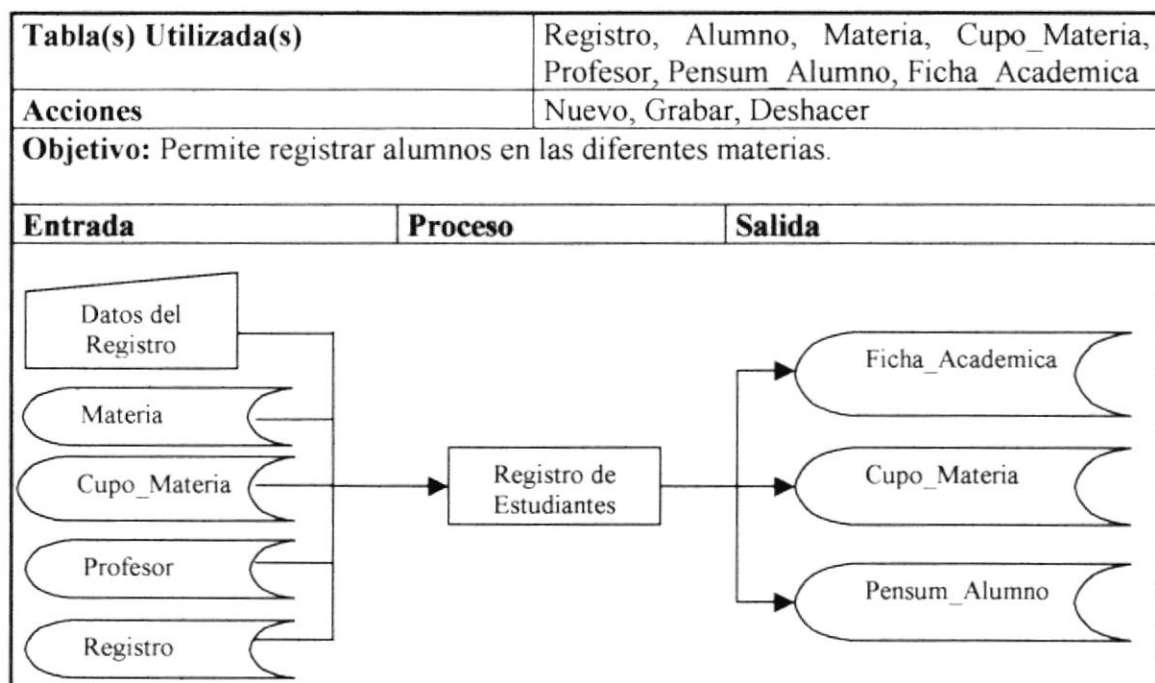 Tabla(s) Utilizada(s)
Registro, Alumno, Materia, Cupo_Materia,
Profesor, Pensum_Alumno, Ficha_Academica
Acciones
Nuevo, Grabar, Deshacer
Objetivo: Permite registrar alumnos en las diferentes materias.
Entrada
Proceso
Salida
Datos del
Registro
Materia
Cupo_Materia
Profesor
Registro
Registro de
Estudiantes
Ficha_Academica
Cupo_Materia
Pensum_Alumno